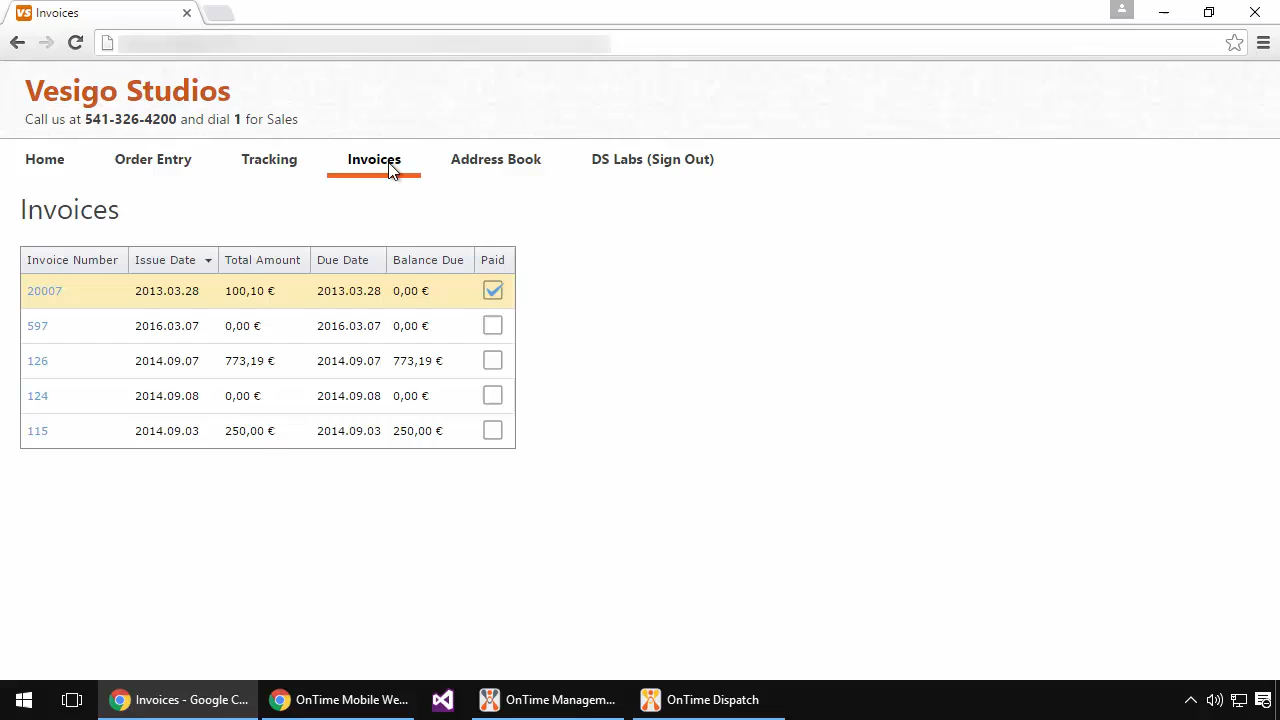 VS Invoices
Vesigo Studios
Call us at 541-326-4200 and dial 1 for Sales
Home Order Entry Tracking Invoices Address Book DS Labs (Sign Out)
Invoices
Invoice Number Issue Date Total Amount Due Date Balance Due Paid
20007 2013.03.28 100,10 € 2013.03.28 0,00 €
597 2016.03.07 0,00 € 2016.03.07 0,00 €
126 2014.09.07 773,19 € 2014.09.07 773,19 €
124 2014.09.08 0,00 € 2014.09.08 0,00 €
115 2014.09.03 250,00 € 2014.09.03 250,00 €
Invoices - Google C... OnTime Mobile We... OnTime Managem... OnTime Dispatch